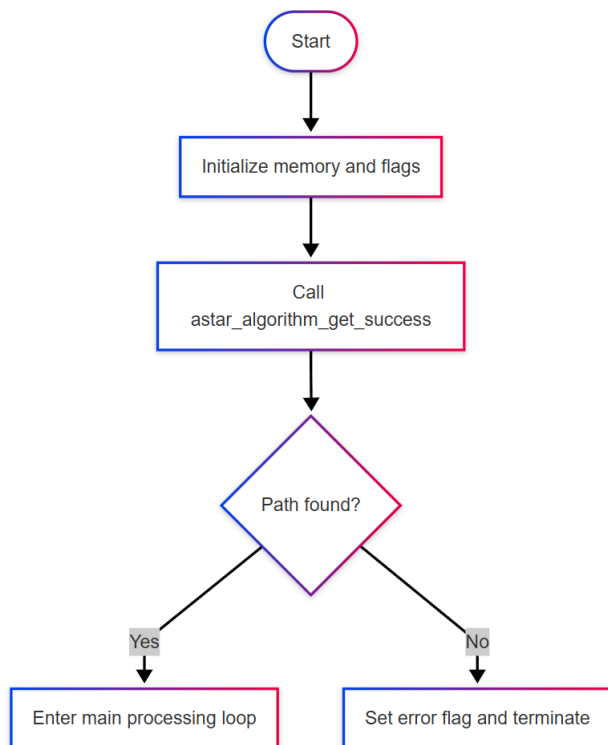 Start
Initialize memory and flags
Call
astar_algorithm_get_success
Path found?
Yes
No
Enter main processing loop
Set error flag and terminate